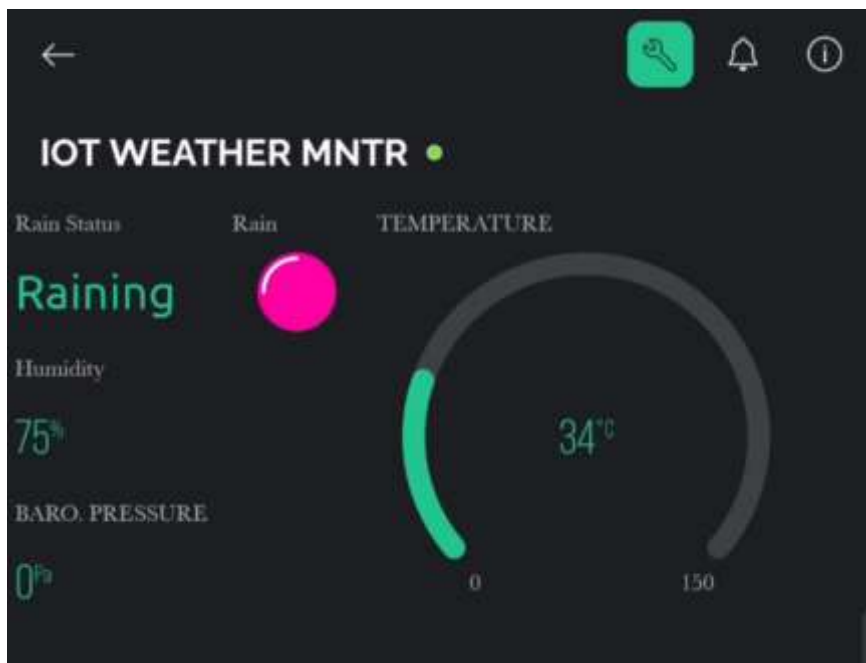 IOT WEATHER MNTR
Rain Status
Rain
TEMPERATURE
Raining
Humidity
75%
34°C
BARO. PRESSURE
0Pa
0
150